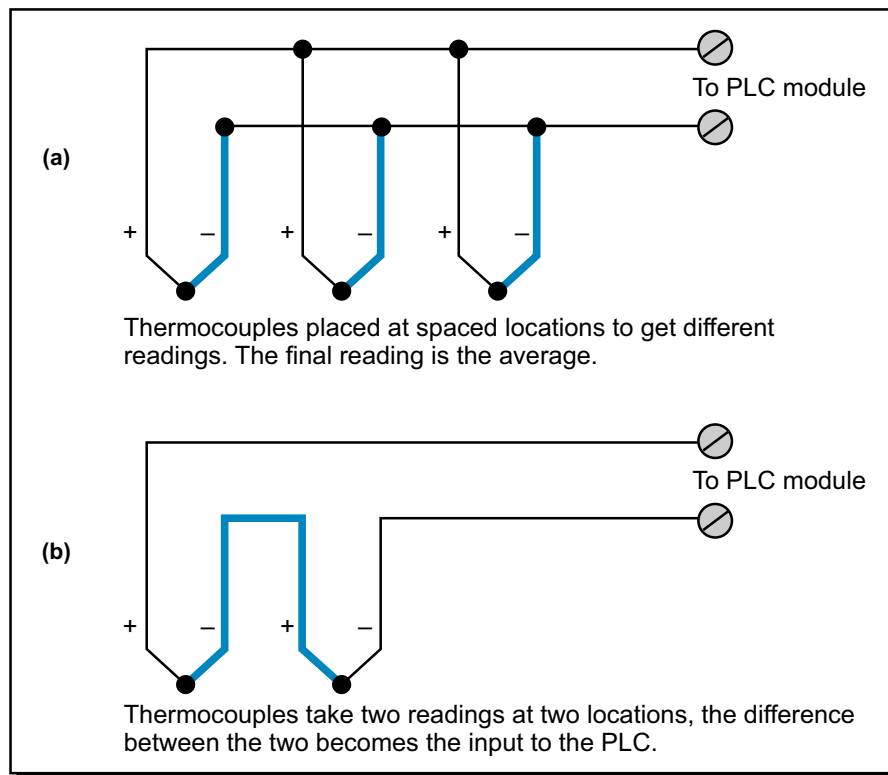 To PLC module
(a)
+ – + – + –
Thermocouples placed at spaced locations to get different
readings. The final reading is the average.
To PLC module
(b)
+ – + –
Thermocouples take two readings at two locations, the difference
between the two becomes the input to the PLC.